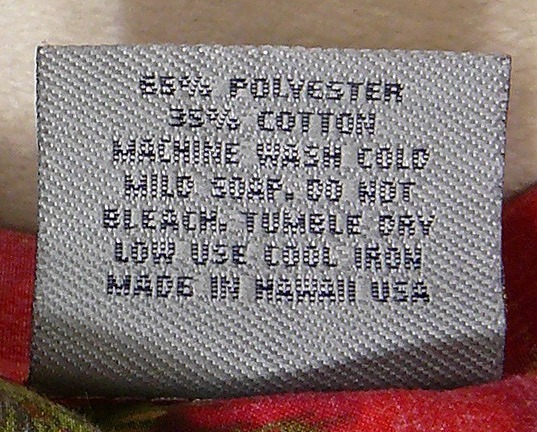 65% POLYESTER
35% COTTON
MACHINE WASH COLD
MILD SOAP. DO NOT
BLEACH. TUMBLE DRY
LOW USE COOL IRON
MADE IN HAWAII USA